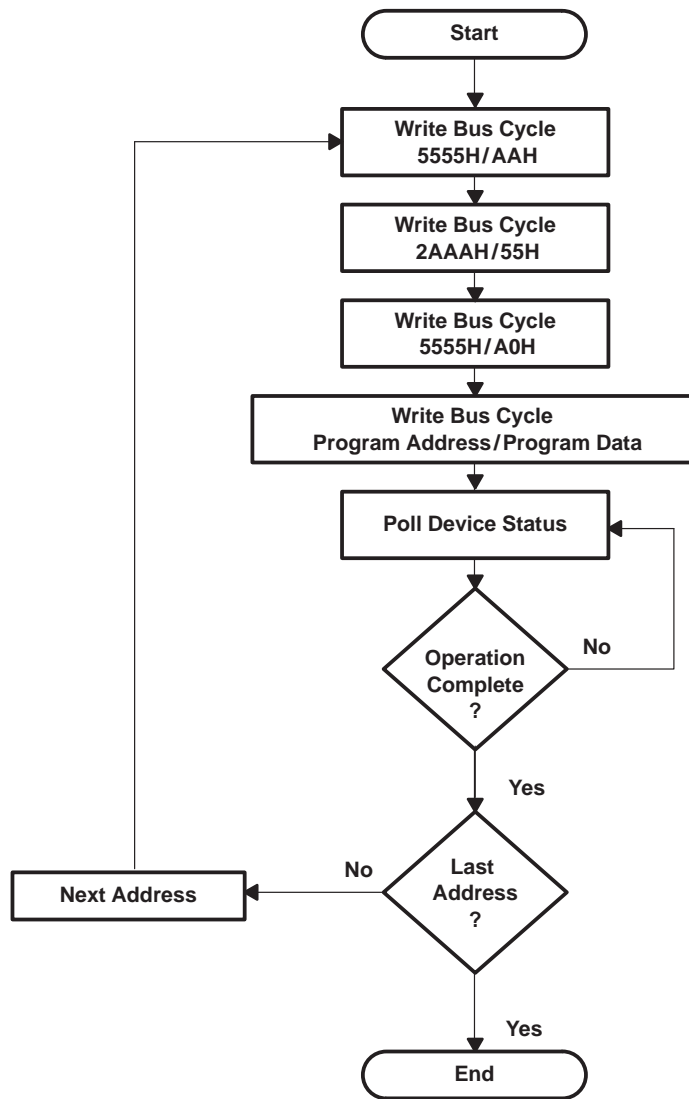 Start
Write Bus Cycle
5555H/AAH
Write Bus Cycle
2AAAH/55H
Write Bus Cycle
5555H/A0H
Write Bus Cycle
Program Address/Program Data
Poll Device Status
Operation
Complete
?
No
Yes
Last
Address
?
No
Next Address
Yes
End